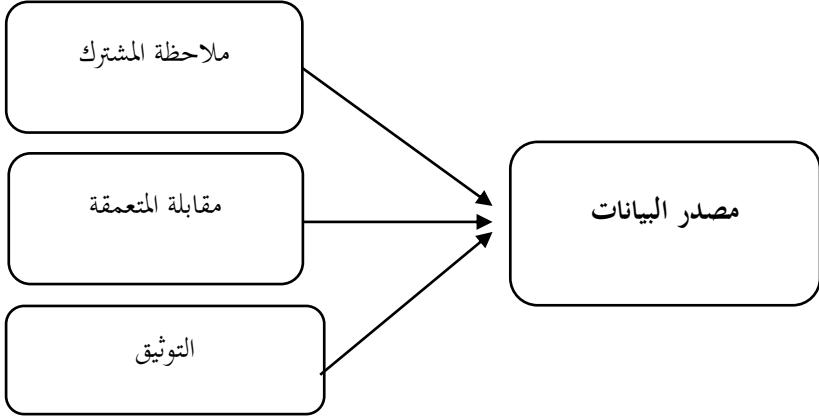 ملاحظة المشترك
مقابلة المتعمقة
التوثيق
مصدر البيانات